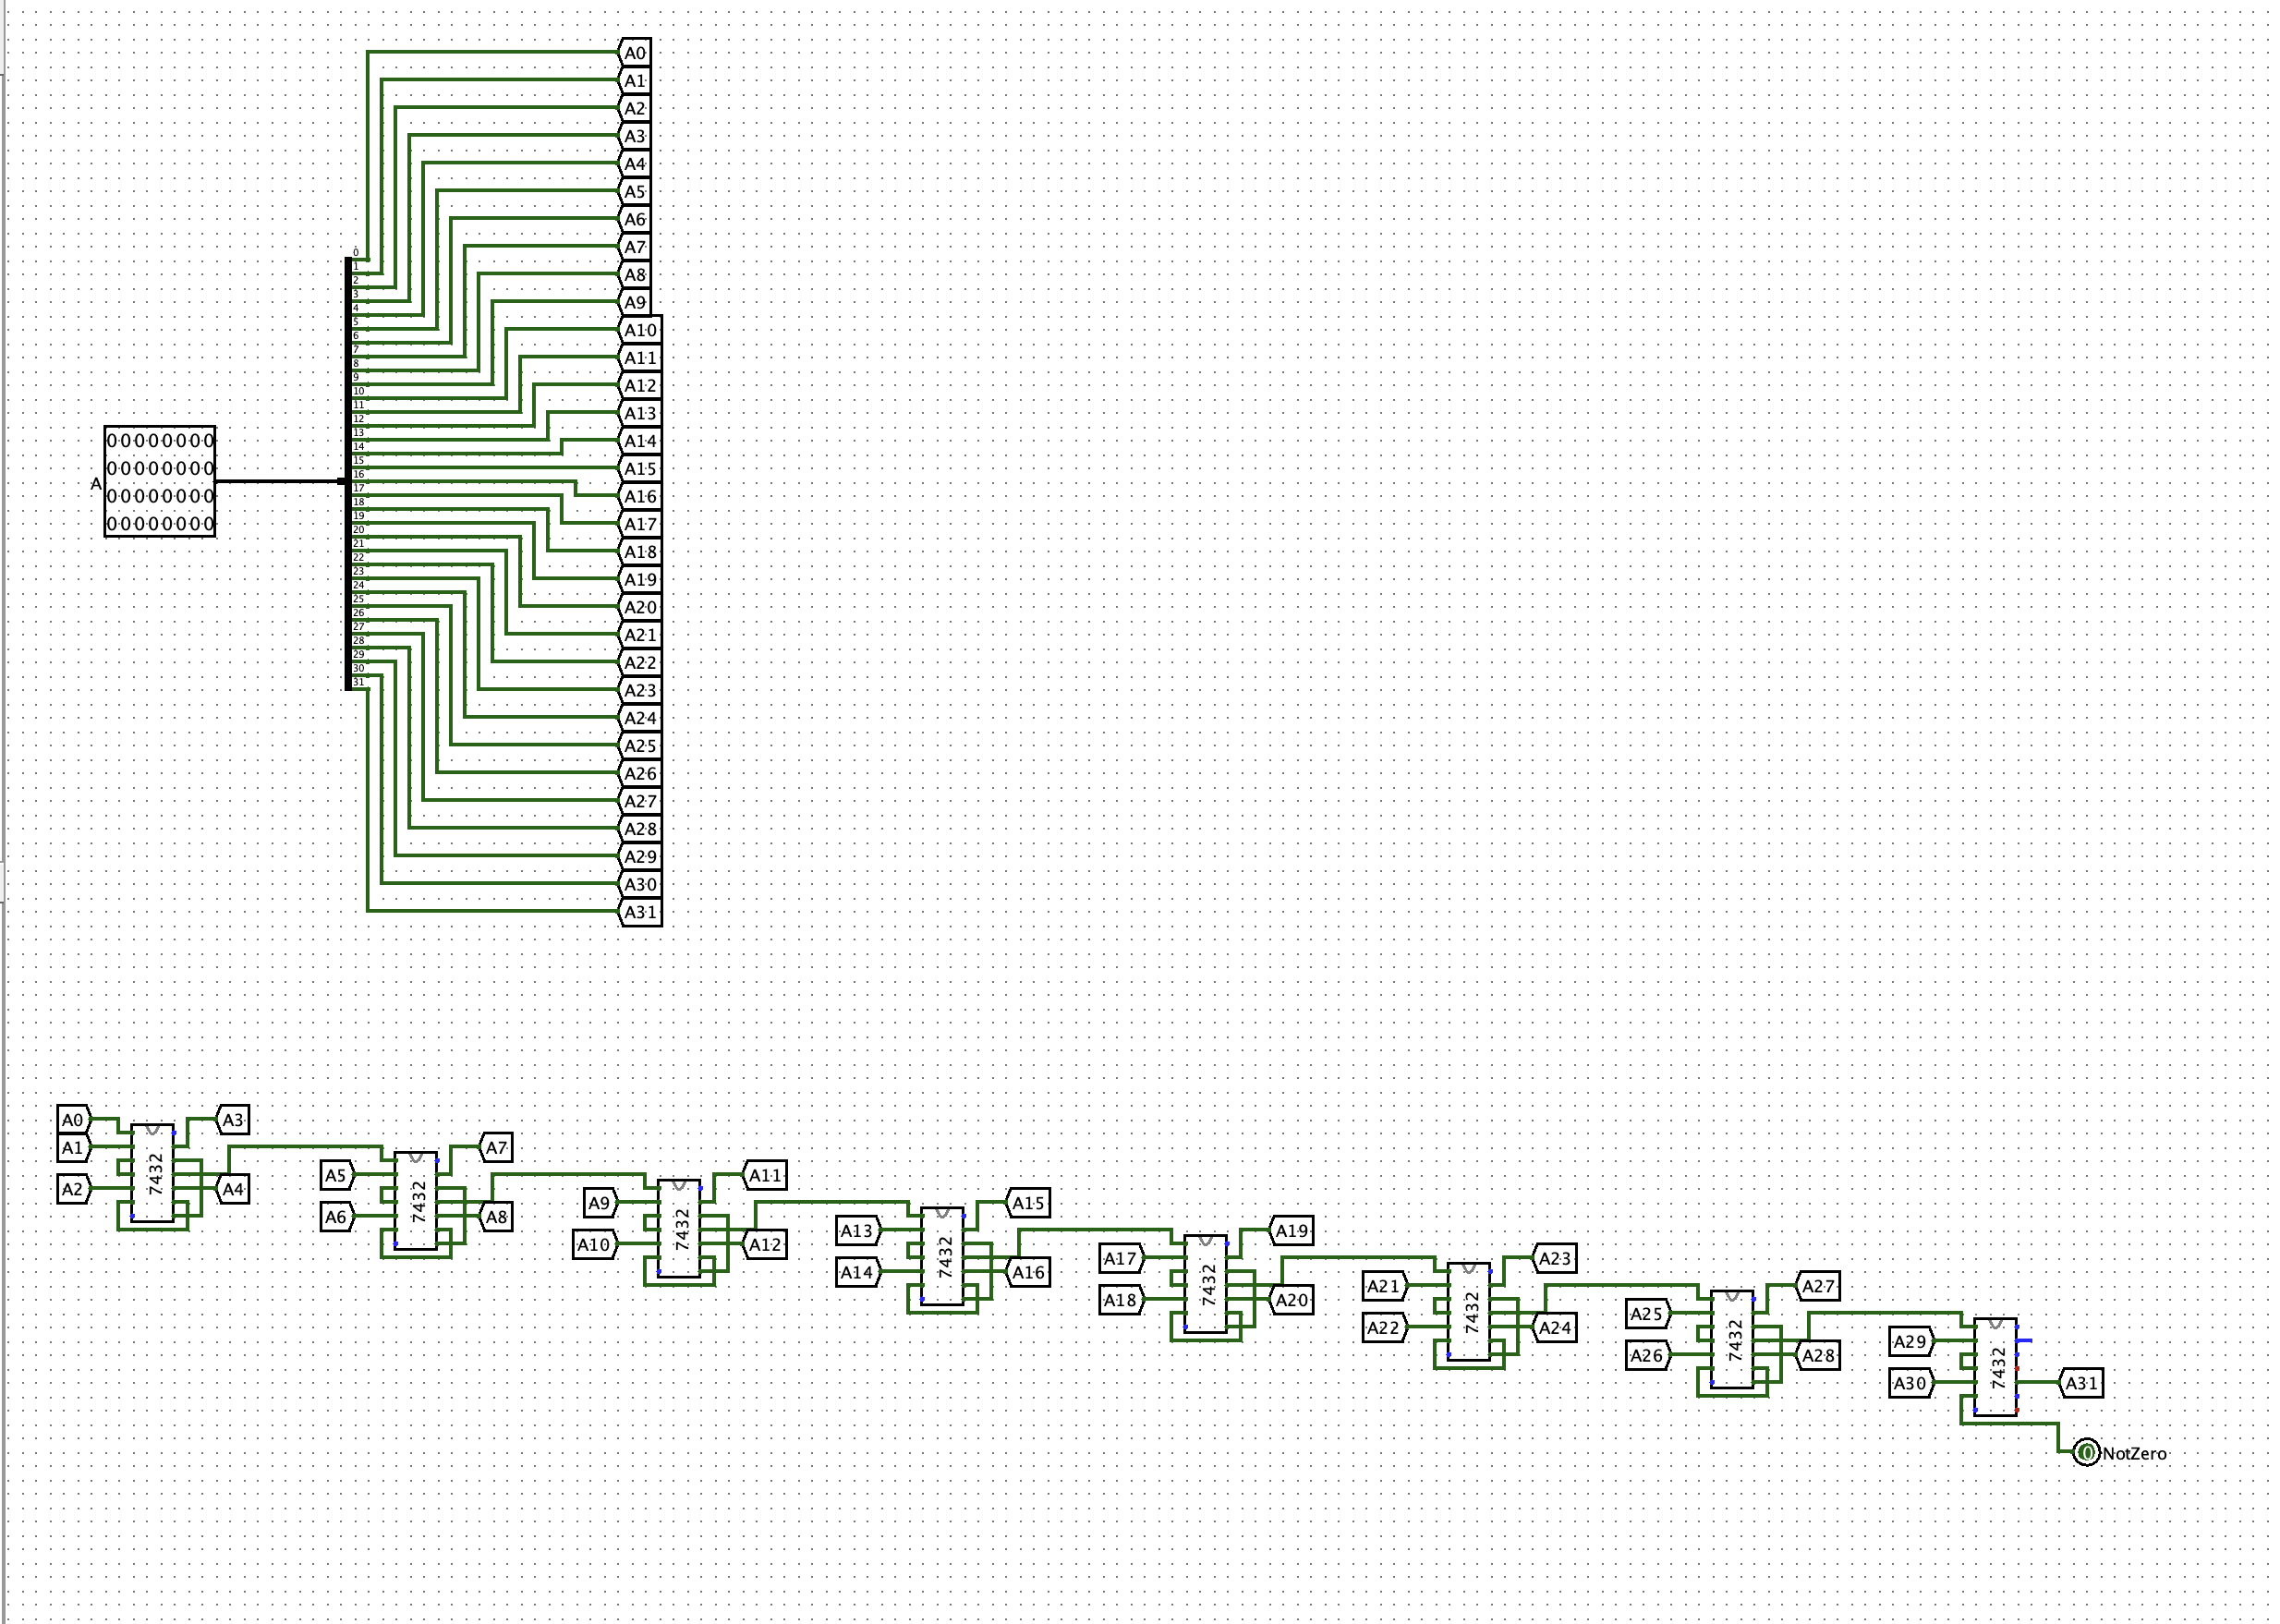 A0
A1
A2
A3
A4
A5
A6
A7
A8
A9
A10
A11
A12
A13
A14
A15
A16
A17
A18
A19
A20
A21
A22
A23
A24
A25
A26
A27
A28
A29
A30
A31
0
1
2
3
4
5
6
7
8
9
10
11
12
13
14
15
16
17
18
19
20
21
22
23
24
25
26
27
28
29
30
31
A
00000000
00000000
00000000
00000000
A0
A1
A2
7432
A3
A4
A5
A6
7432
A7
A8
A9
A10
7432
A11
A12
A13
A14
7432
A15
A16
A17
A18
7432
A19
A20
A21
A22
7432
A23
A24
A25
A26
7432
A27
A28
A29
A30
7432
A31
0 NotZero